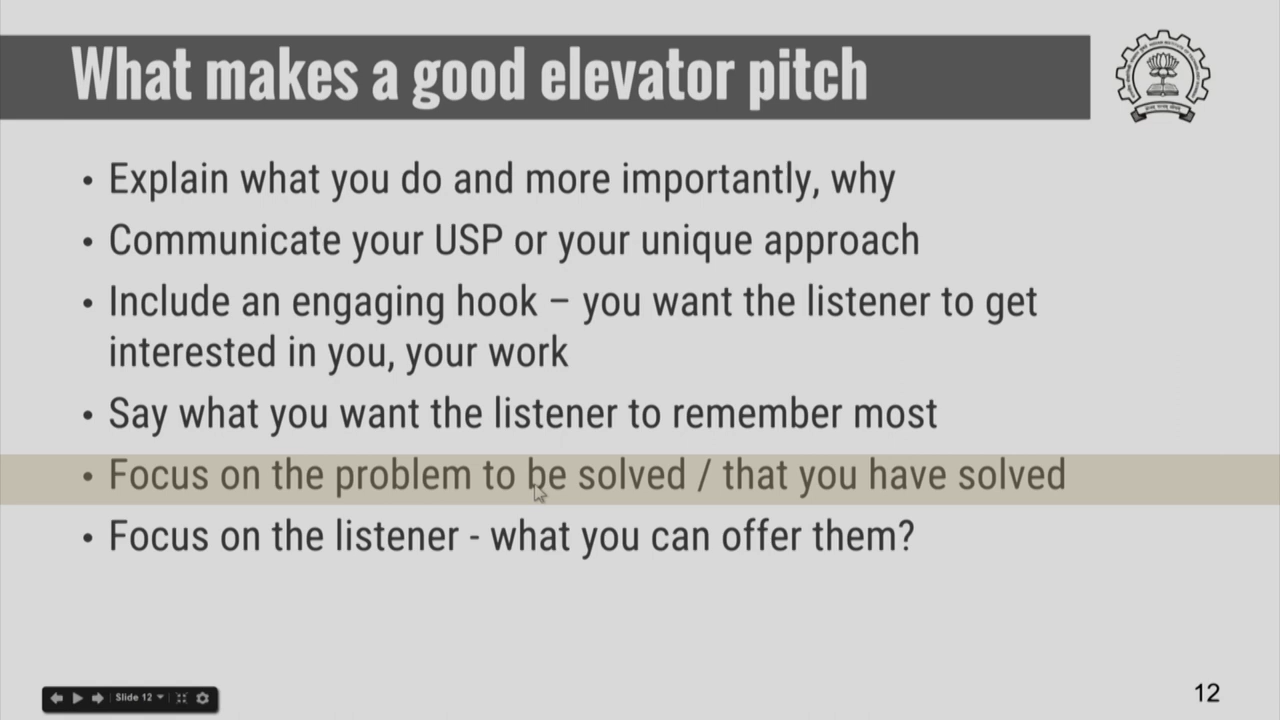 What makes a good elevator pitch
• Explain what you do and more importantly, why
• Communicate your USP or your unique approach
• Include an engaging hook – you want the listener to get
interested in you, your work
• Say what you want the listener to remember most
• Focus on the problem to be solved / that you have solved
• Focus on the listener - what you can offer them?
Slide 12
12